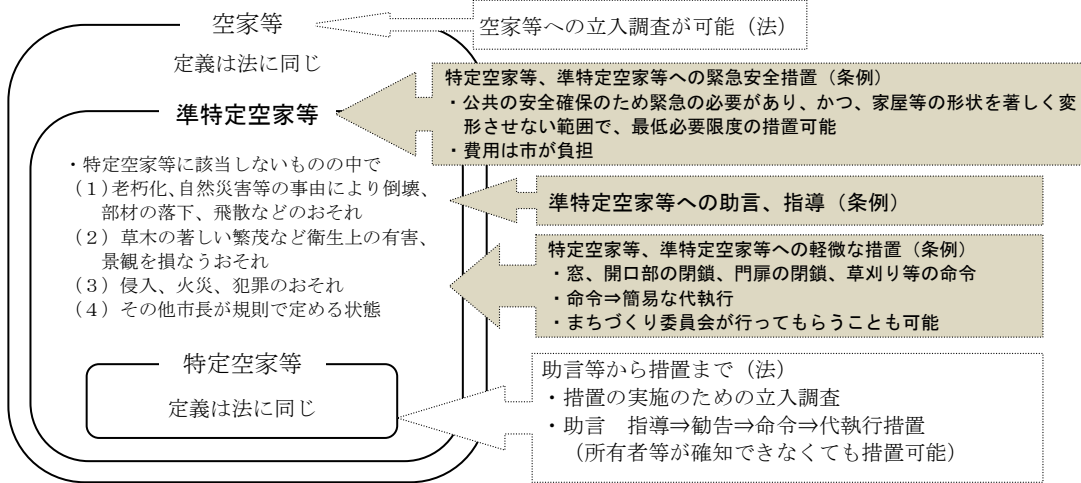 空家等
空家等への立入調査が可能（法）
定義は法に同じ
特定空家等、準特定空家等への緊急安全措置（条例）
・公共の安全確保のため緊急の必要があり、かつ、家屋等の形状を著しく変
形させない範囲で、最低必要限度の措置可能
・費用は市が負担
準特定空家等
・特定空家等に該当しないものの中で
（1）老朽化、自然災害等の事由により倒壊、
部材の落下、飛散などのおそれ
（2）草木の著しい繁茂など衛生上の有害、
景観を損なうおそれ
（3）侵入、火災、犯罪のおそれ
（4）その他市長が規則で定める状態
準特定空家等への助言、指導（条例）
特定空家等、準特定空家等への軽微な措置（条例）
・窓、開口部の閉鎖、門扉の閉鎖、草刈り等の命令
・命令⇒簡易な代執行
・まちづくり委員会が行ってもらうことも可能
特定空家等
定義は法に同じ
助言等から措置まで（法）
・措置の実施のための立入調査
・助言　指導⇒勧告⇒命令⇒代執行措置
（所有者等が確知できなくても措置可能）